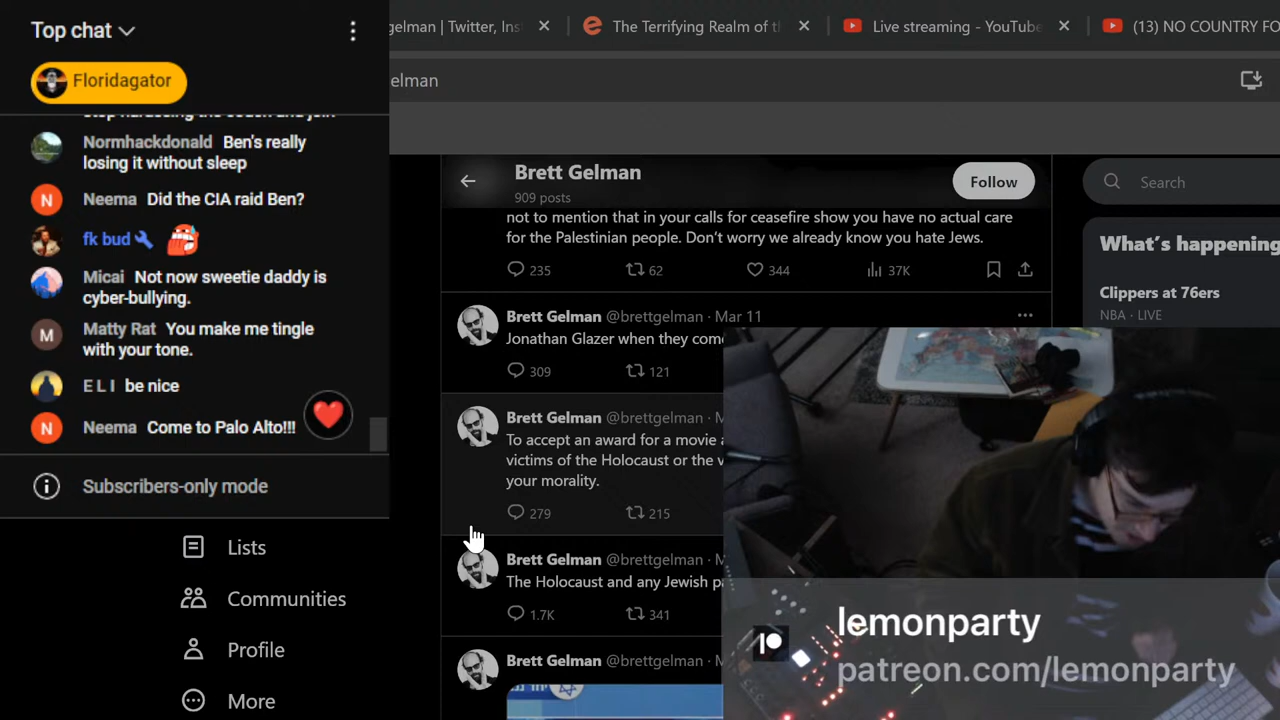 Top chat
Floridagator
Normhackdonald Ben's really
losing it without sleep
Neema Did the CIA raid Ben?
fk bud
Micai Not now sweetie daddy is
cyber-bullying.
Matty Rat You make me tingle
with your tone.
E L I be nice
Neema Come to Palo Alto!!!
Subscribers-only mode
Lists
Communities
Profile
More
gelman | Twitter, Ins
The Terrifying Realm of t
Live streaming - YouTube
(13) NO COUNTRY FO
elman
Brett Gelman
909 posts
Follow
not to mention that in your calls for ceasefire show you have no actual care
for the Palestinian people. Don't worry we already know you hate Jews.
235 62 344 37K
Brett Gelman @brettgelman · Mar 11
Jonathan Glazer when they com
309 121
Brett Gelman @brettgelman · M
To accept an award for a movie a
victims of the Holocaust or the v
your morality.
279 215
Brett Gelman @brettgelman · M
The Holocaust and any Jewish pa
1.7K 341
Brett Gelman @brettgelman · M
Search
What's happening
Clippers at 76ers
NBA · LIVE
lemonparty
patreon.com/lemonparty